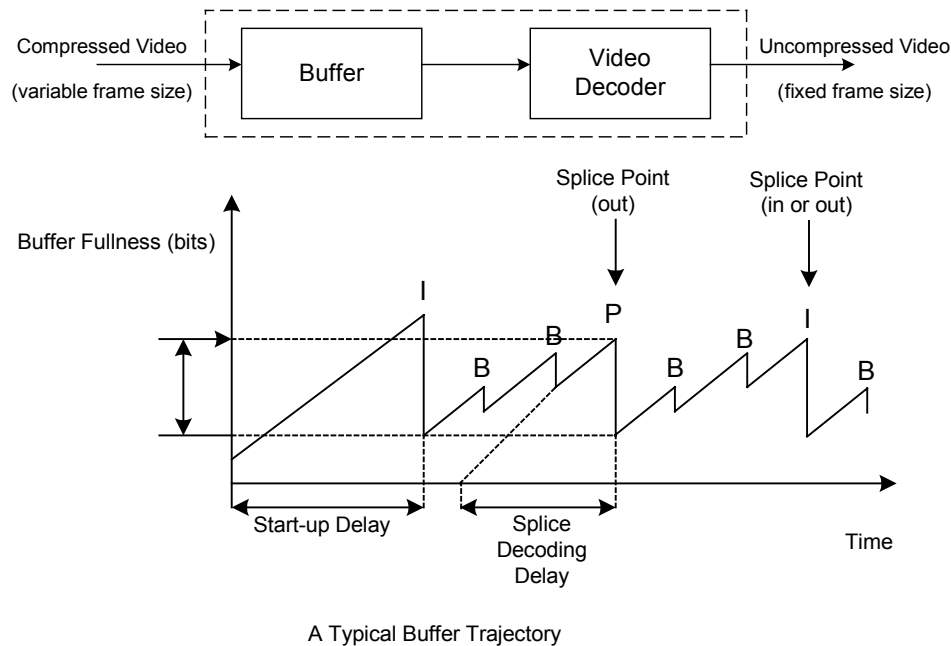 Compressed Video
(variable frame size)
Buffer
Video
Decoder
Uncompressed Video
(fixed frame size)
Splice Point
(out)
Splice Point
(in or out)
Buffer Fullness (bits)
I
B
B
P
B
B
I
B
Start-up Delay
Splice
Decoding
Delay
Time
A Typical Buffer Trajectory